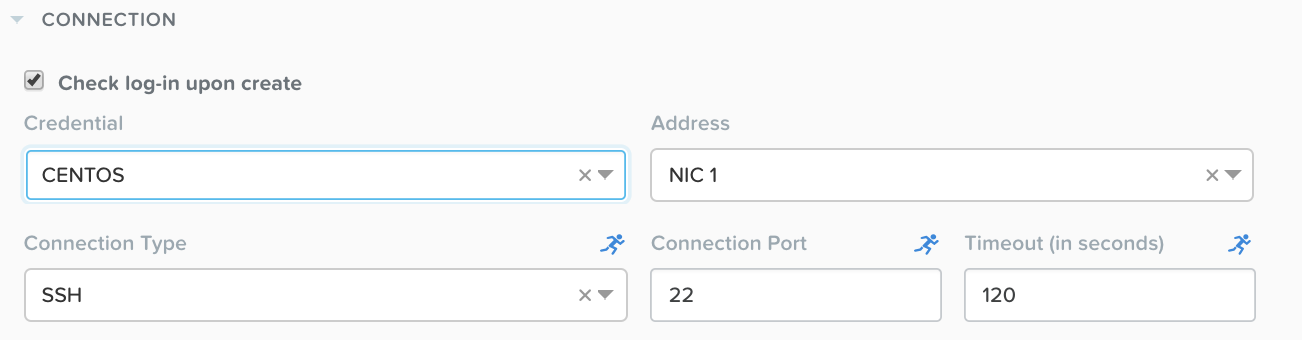 CONNECTION
Check log-in upon create
Credential Address
CENTOS NIC 1
Connection Type Connection Port Timeout (in seconds)
SSH 22 120